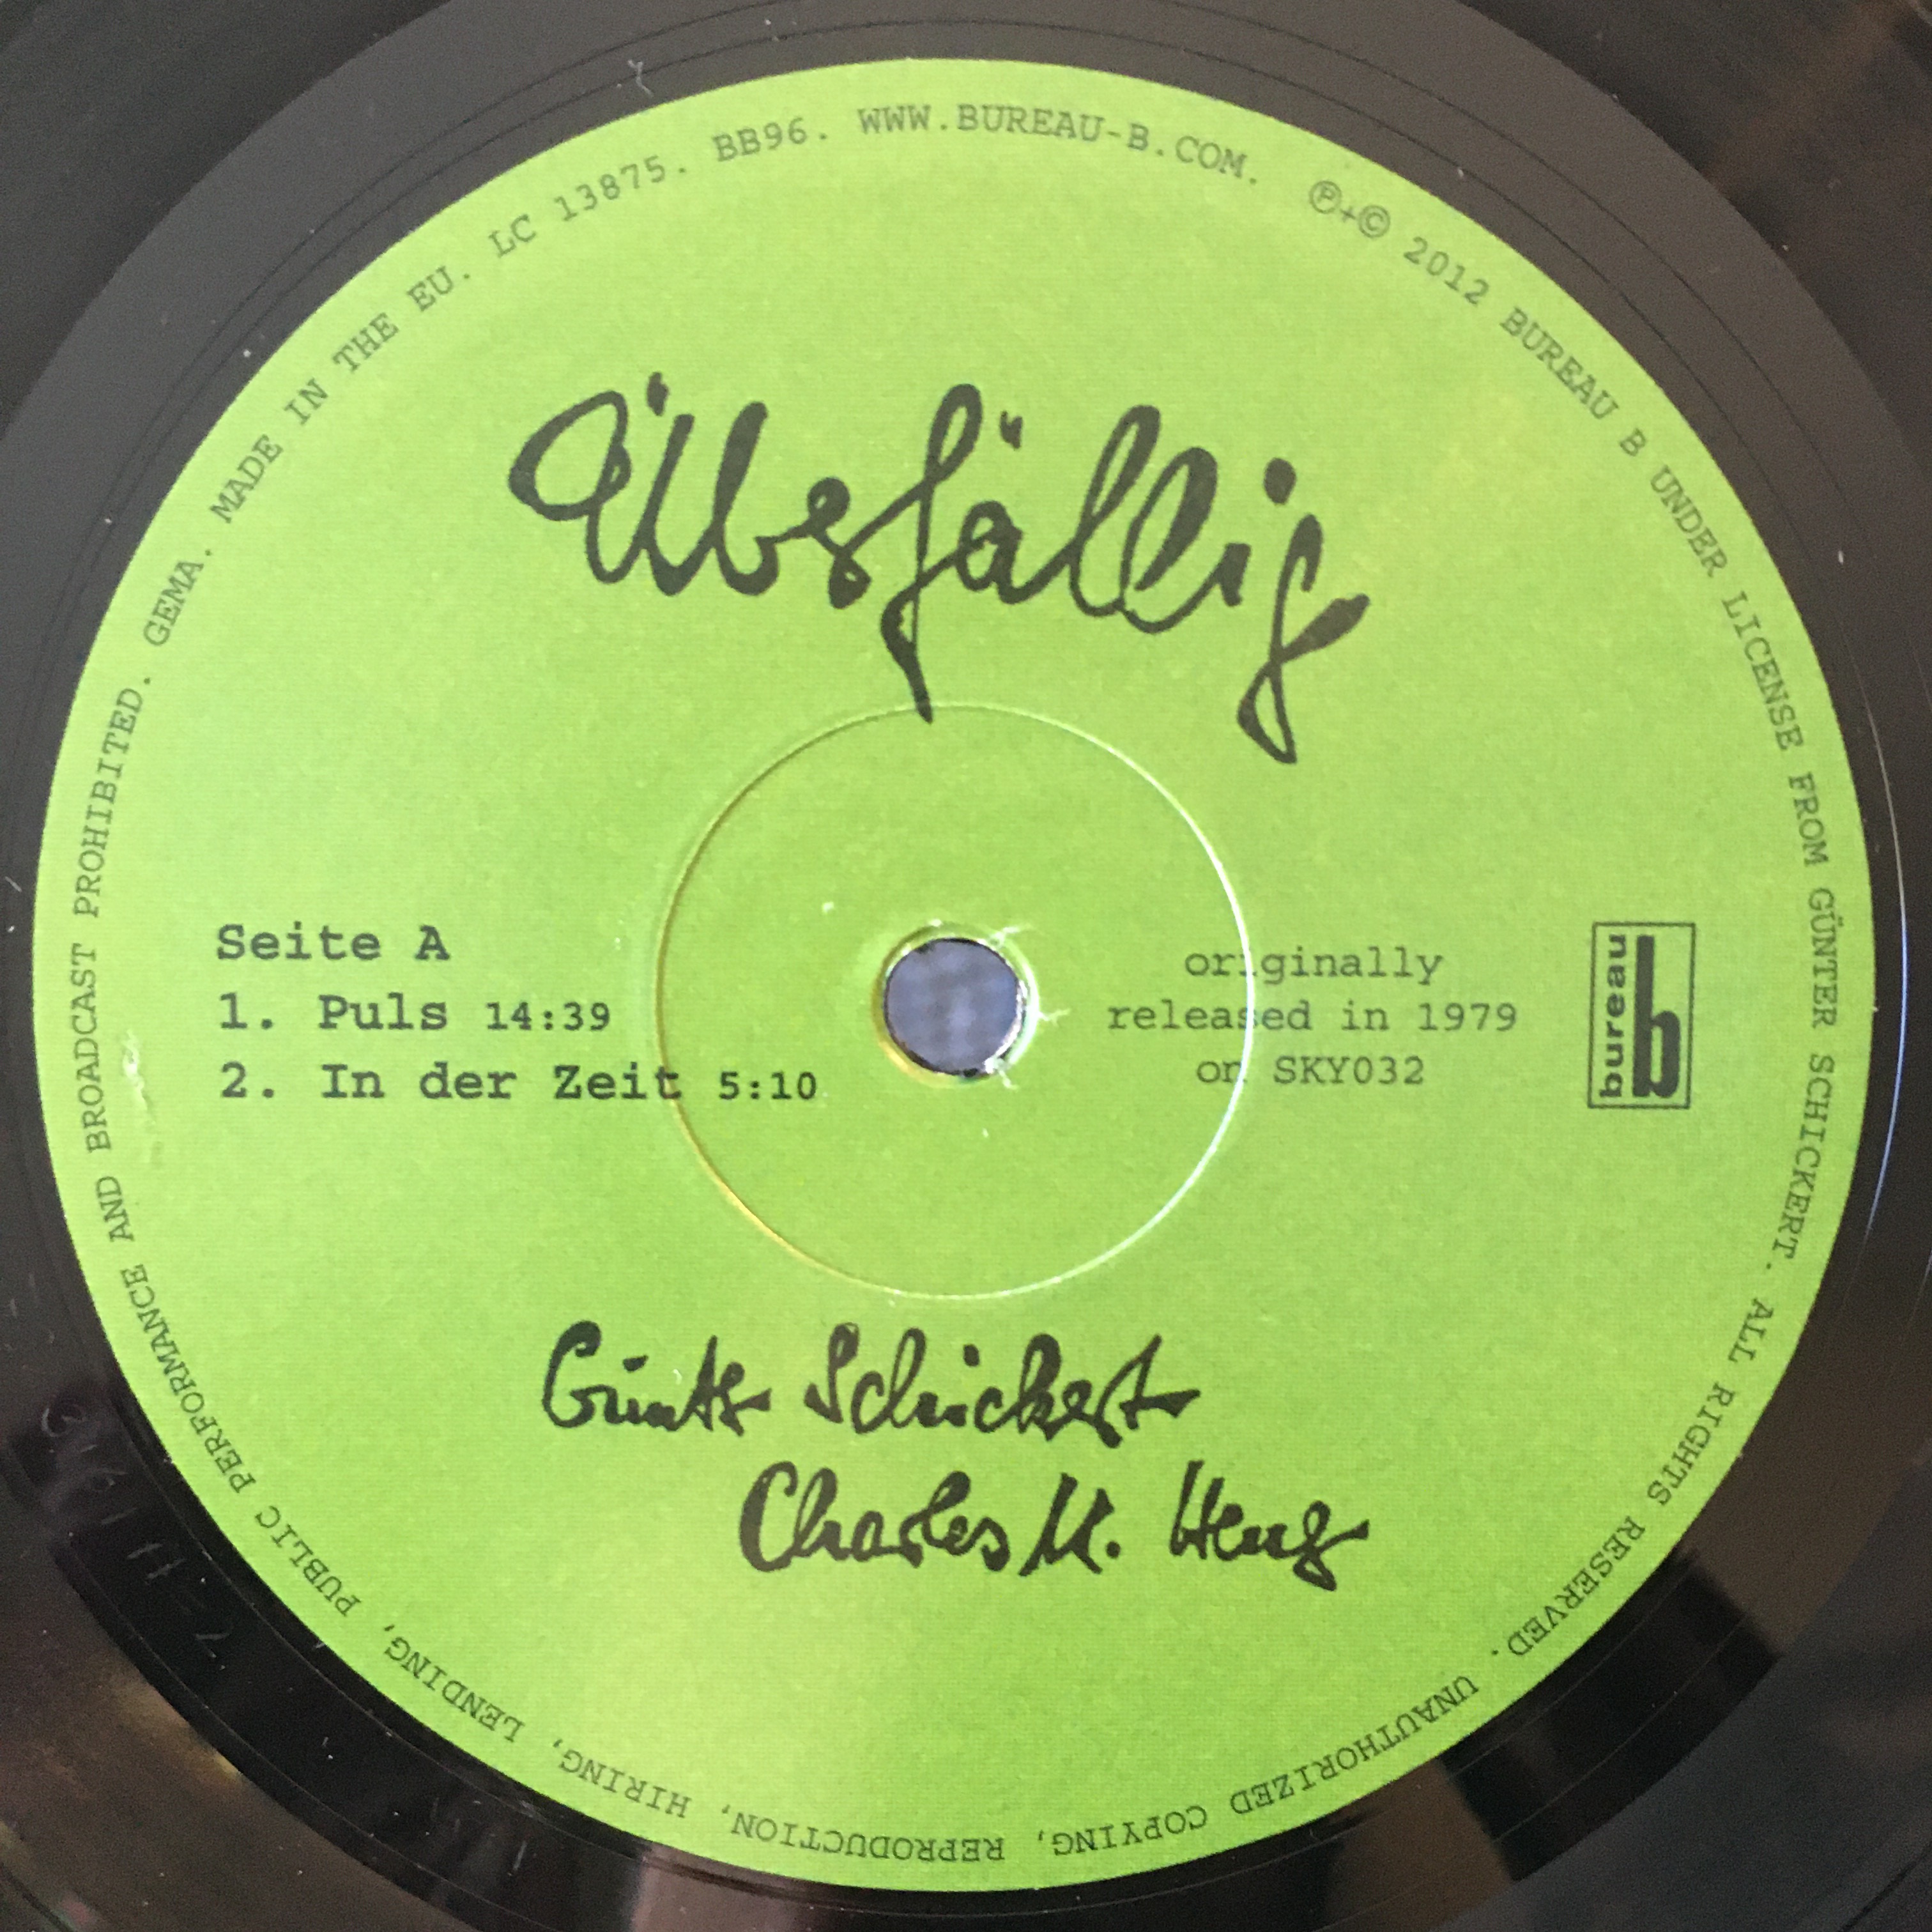 Überfällig
Seite A
1. Puls 14:39
2. In der Zeit 5:10
originally
released in 1979
on SKY032
bureau b
Günter Schickert
Charles M. Heuer
MADE IN THE EU. LC 13875. BB96. WWW.BUREAU-B.COM. ℗+© 2012 BUREAU B UNDER LICENSE FROM GÜNTER SCHICKERT. ALL RIGHTS RESERVED. UNAUTHORIZED COPYING, REPRODUCTION, HIRING, LENDING, PUBLIC PERFORMANCE AND BROADCAST PROHIBITED. GEMA.